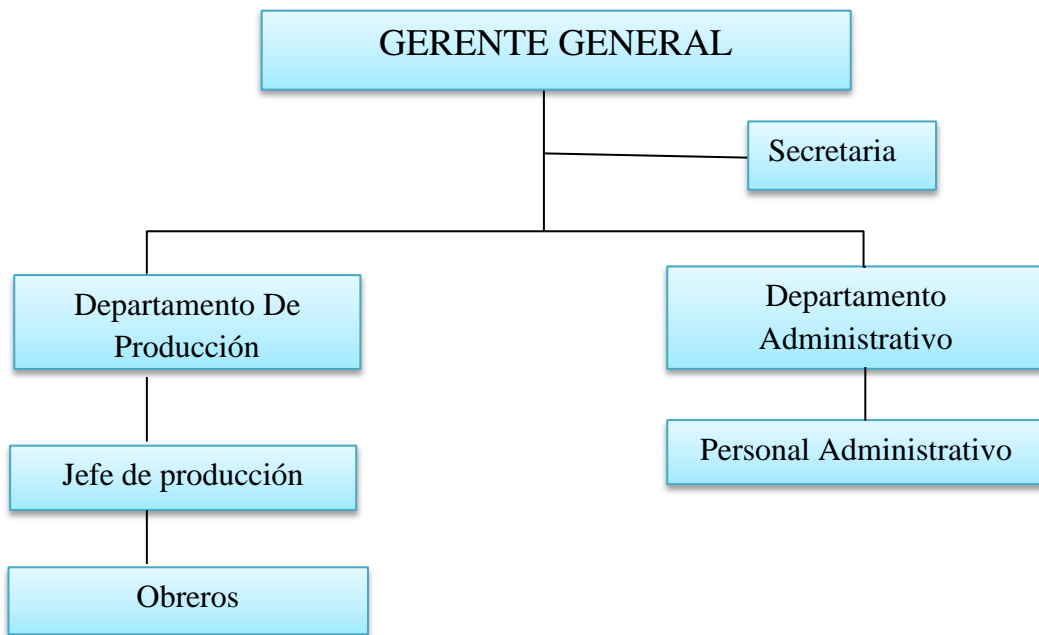 GERENTE GENERAL
Secretaria
Departamento De
Producción
Departamento
Administrativo
Jefe de producción
Personal Administrativo
Obreros